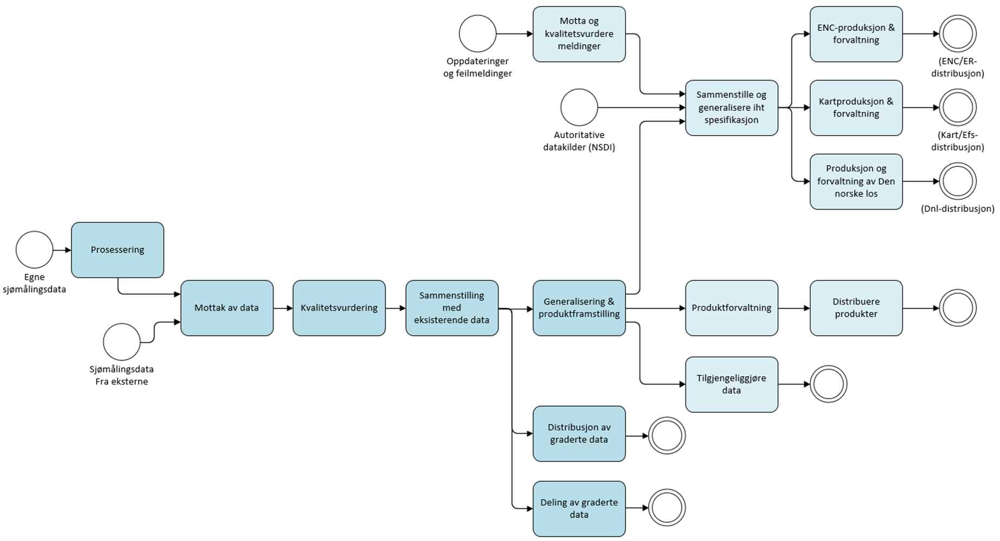 Motta og
kvalitetsvurdere
meldinger
Oppdateringer
og feilmeldinger
ENC-produksjon &
forvaltning
(ENC/ER-
distribusjon)
Autoritative
datakilder (NSDI)
Sammenstille og
generalisere iht
spesifikasjon
Kartproduksjon &
forvaltning
(Kart/Efs-
distribusjon)
Produksjon og
forvaltning av Den
norske los
(Dnl-distribusjon)
Egne
sjømålingsdata
Prosessering
Sjømålingsdata
Fra eksterne
Mottak av data
Kvalitetsvurdering
Sammenstilling
med
eksisterende data
Generalisering &
produktframstilling
Produktforvaltning
Distribuere
produkter
Tilgjengeliggjøre
data
Distribusjon av
graderte data
Deling av graderte
data